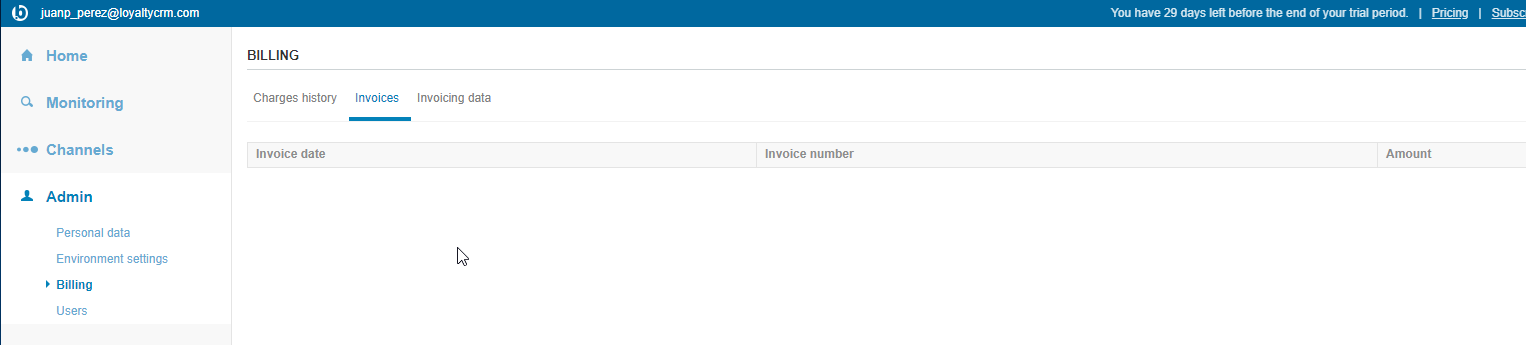 juanp_perez@loyaltycrm.com You have 29 days left before the end of your trial period. | Pricing | Subsc
Home
Monitoring
Channels
Admin
Personal data
Environment settings
Billing
Users
BILLING
Charges history Invoices Invoicing data
Invoice date Invoice number Amount